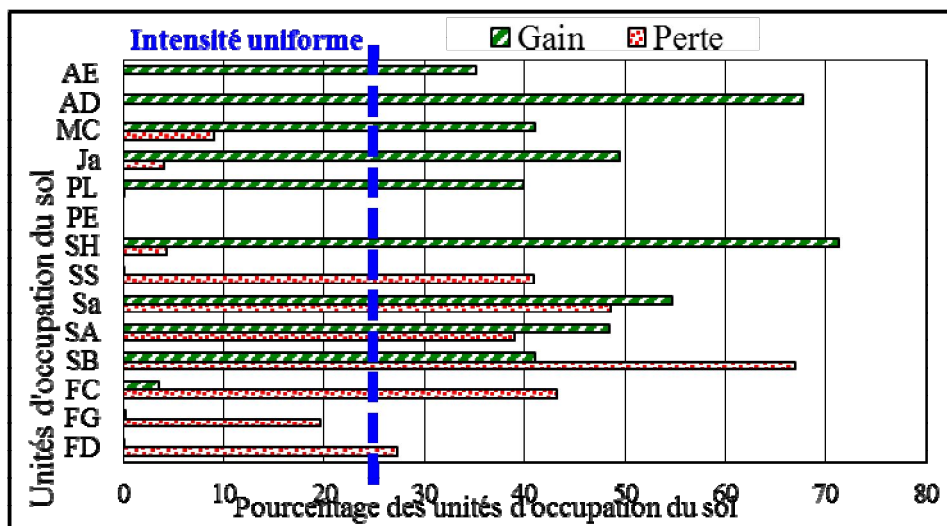 Intensité uniforme
Gain
Perte
Unités d'occupation du sol
AE
AD
MC
Ja
PL
PE
SH
SS
Sa
SA
SB
FC
FG
FD
0 10 20 30 40 50 60 70 80
Pourcentage des unités d'occupation du sol